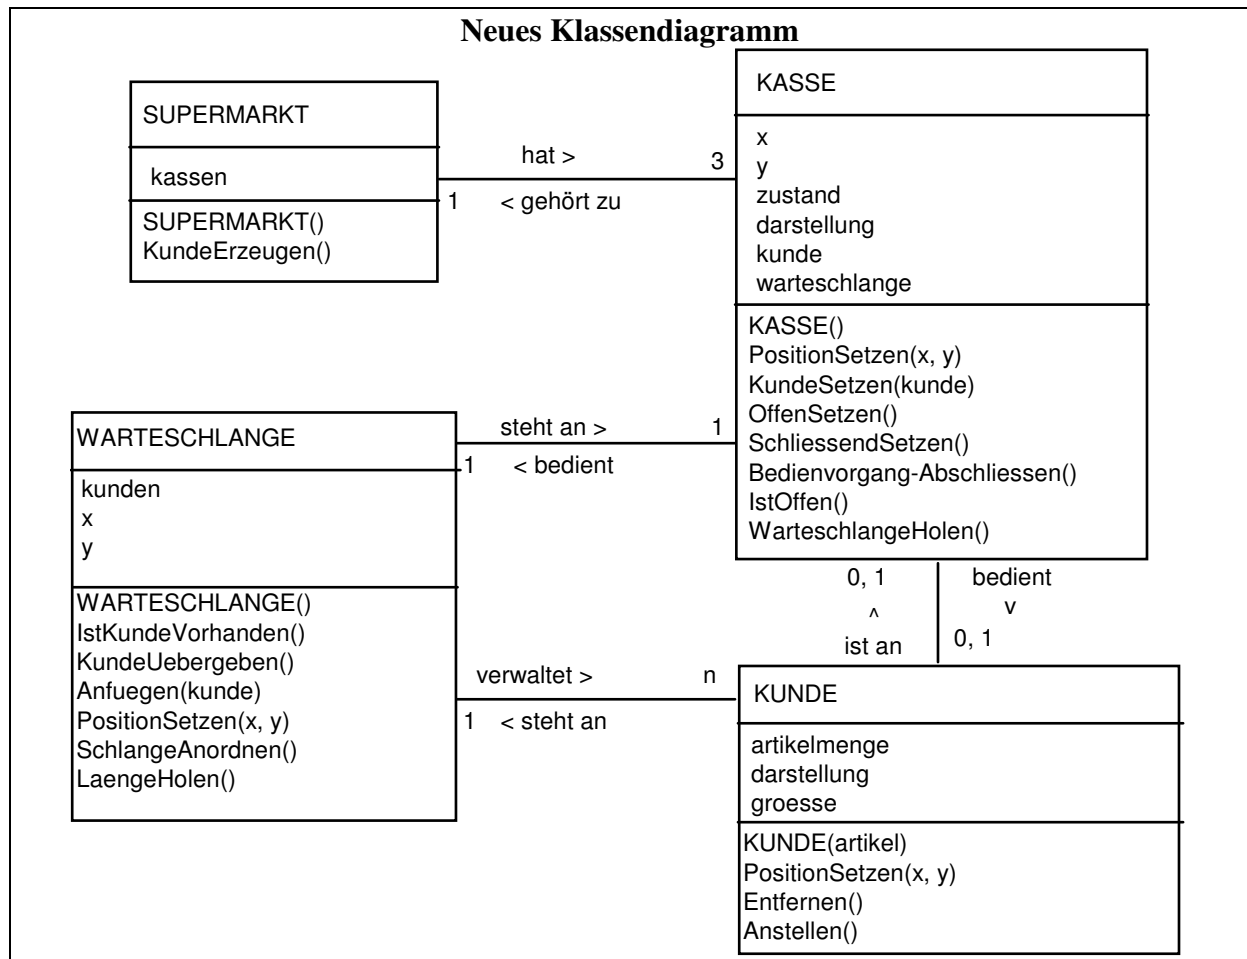 Neues Klassendiagramm
SUPERMARKT
kassen
SUPERMARKT()
KundeErzeugen()
hat >
3
1
< gehört zu
KASSE
x
y
zustand
darstellung
kunde
warteschlange
KASSE()
PositionSetzen(x, y)
KundeSetzen(kunde)
OffenSetzen()
SchliessendSetzen()
Bedienvorgang-Abschliessen()
IstOffen()
WarteschlangeHolen()
WARTESCHLANGE
kunden
x
y
WARTESCHLANGE()
IstKundeVorhanden()
KundeUebergeben()
Anfuegen(kunde)
PositionSetzen(x, y)
SchlangeAnordnen()
LaengeHolen()
steht an >
1
1
< bedient
0, 1
^
ist an
bedient
v
0, 1
verwaltet >
n
1
< steht an
KUNDE
artikelmenge
darstellung
groesse
KUNDE(artikel)
PositionSetzen(x, y)
Entfernen()
Anstellen()